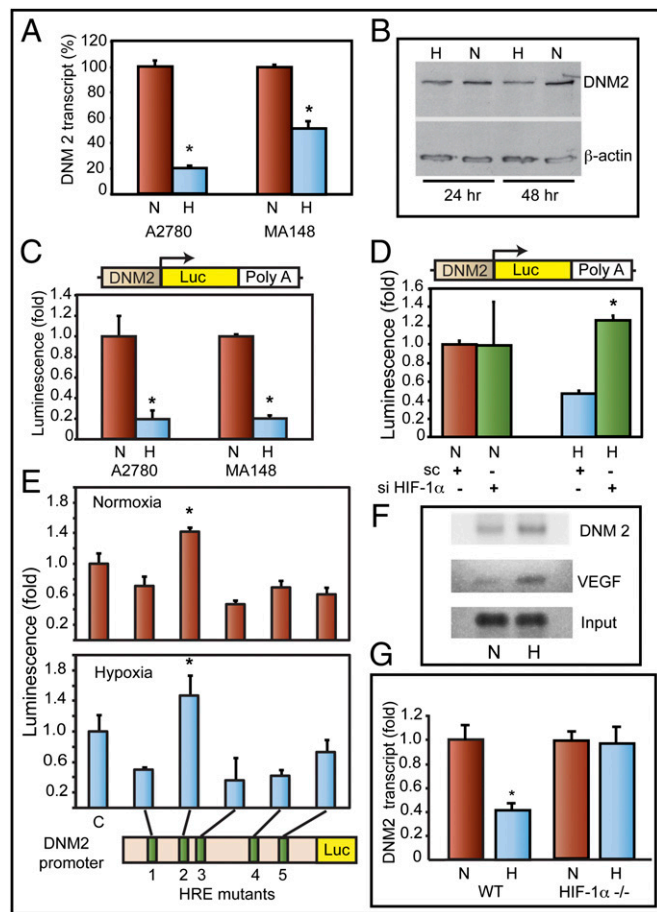 A
DNM 2 transcript (%)
120
100
80
60
40
20
0
*
*
N H N H
A2780 MA148
B
H N H N
DNM2
β-actin
24 hr 48 hr
C
DNM2 Luc Poly A
Luminescence (fold)
1.4
1.2
1.0
0.8
0.6
0.4
0.2
0
*
*
N H N H
A2780 MA148
D
DNM2 Luc Poly A
Luminescence (fold)
1.4
1.2
1.0
0.8
0.6
0.4
0.2
0
*
N N H H
sc + - + -
si HIF-1α - + - +
E
Luminescence (fold)
Normoxia
1.8
1.4
1.0
0.6
0.2
*
Hypoxia
1.8
1.4
1.0
0.6
0.2
*
C
DNM2 promoter
Luc
1 2 3 4 5
HRE mutants
F
DNM 2
VEGF
Input
N H
G
DNM2 transcript (fold)
1.2
1.0
0.8
0.6
0.4
0.2
0
*
N H N H
WT HIF-1α -/-